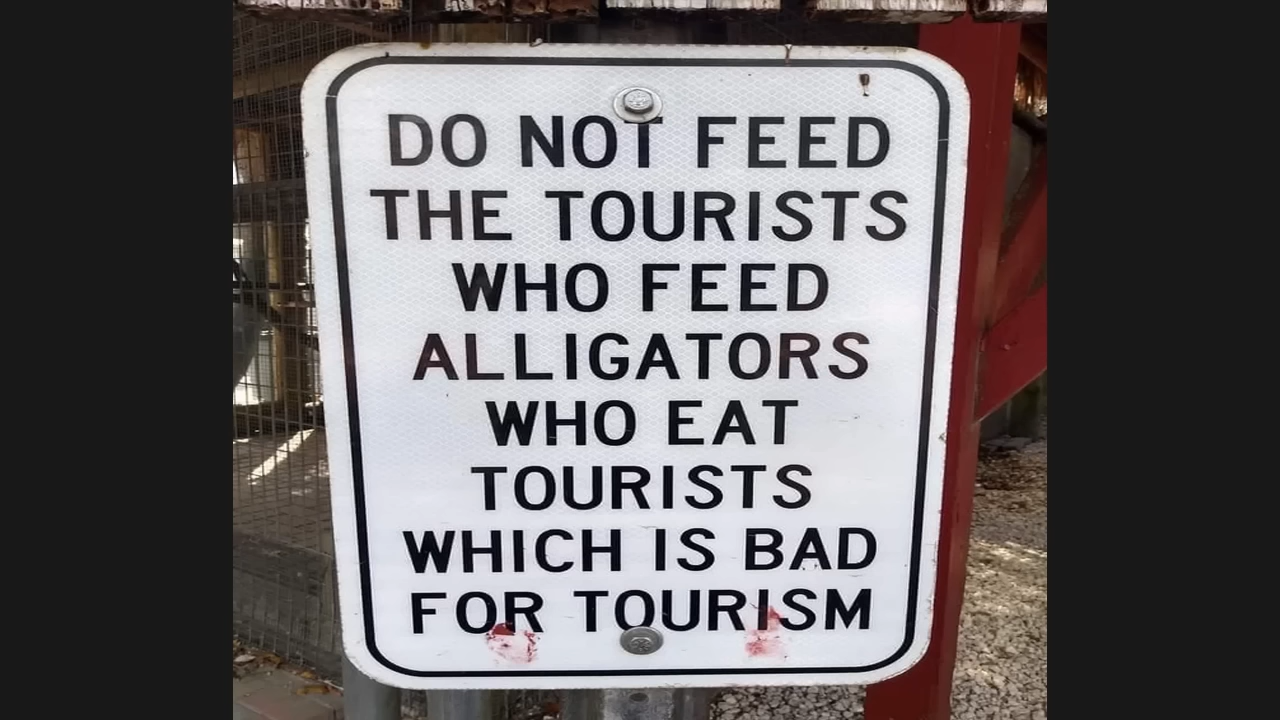 DO NOT FEED
THE TOURISTS
WHO FEED
ALLIGATORS
WHO EAT
TOURISTS
WHICH IS BAD
FOR TOURISM